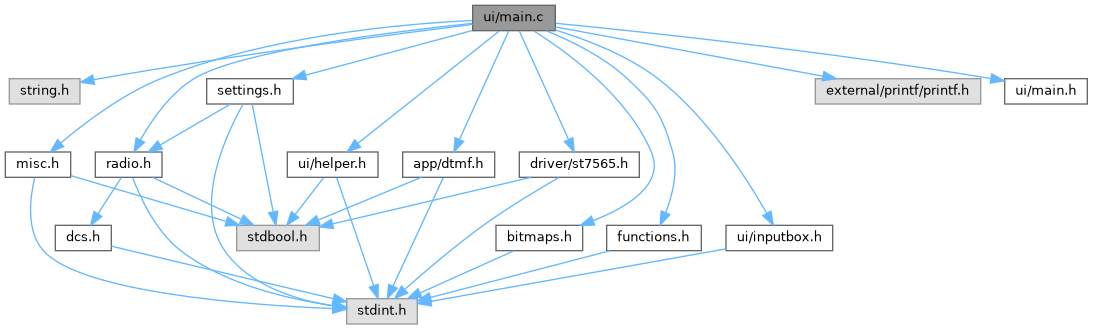 ui/main.c
string.h
settings.h
external/printf/printf.h
ui/main.h
misc.h
radio.h
ui/helper.h
app/dtmf.h
driver/st7565.h
dcs.h
stdbool.h
bitmaps.h
functions.h
ui/inputbox.h
stdint.h